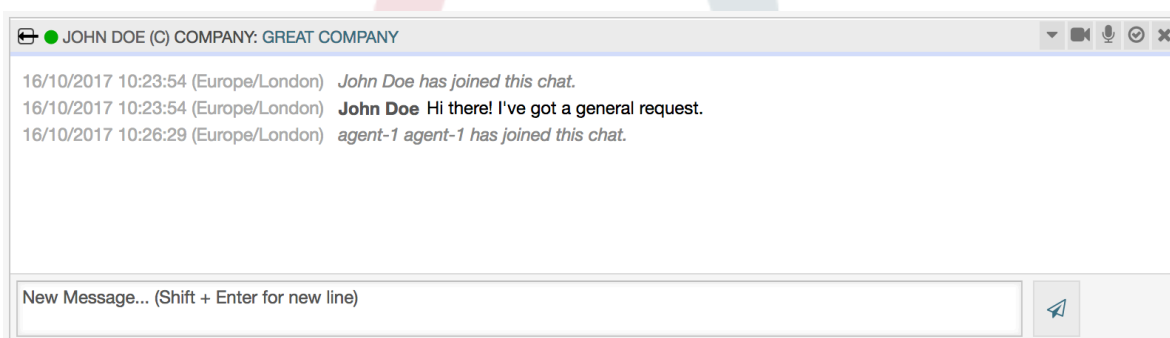 JOHN DOE (C) COMPANY: GREAT COMPANY
16/10/2017 10:23:54 (Europe/London) John Doe has joined this chat.
16/10/2017 10:23:54 (Europe/London) John Doe Hi there! I've got a general request.
16/10/2017 10:26:29 (Europe/London) agent-1 agent-1 has joined this chat.
New Message... (Shift + Enter for new line)